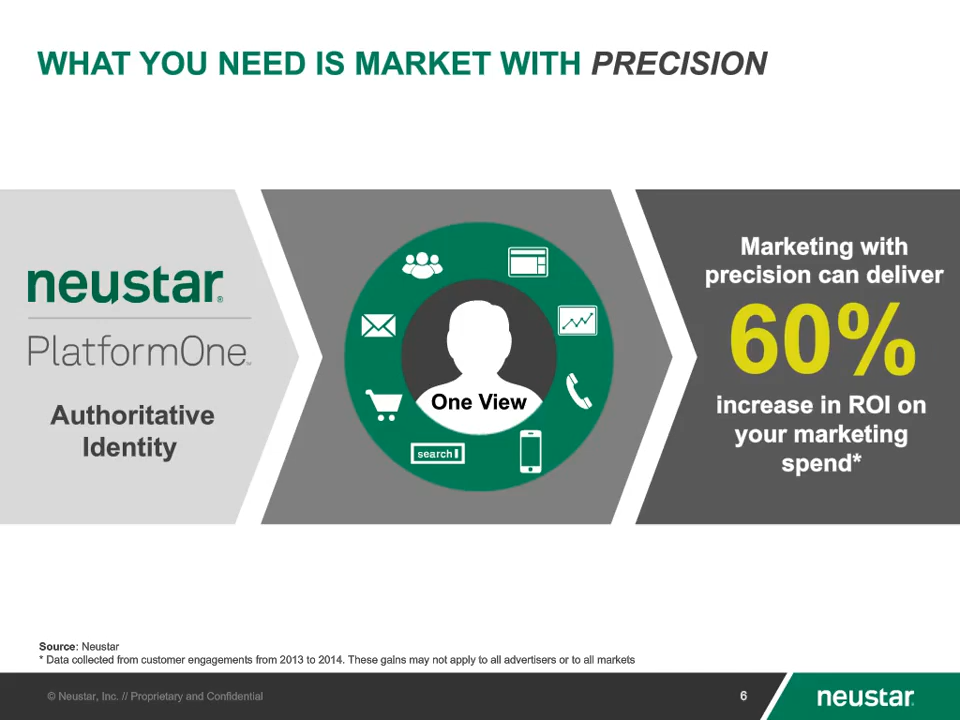 WHAT YOU NEED IS MARKET WITH PRECISION
neustar®
PlatformOne
Authoritative
Identity
One View
search
Marketing with
precision can deliver
60%
increase in ROI on
your marketing
spend*
Source: Neustar
* Data collected from customer engagements from 2013 to 2014. These gains may not apply to all advertisers or to all markets
© Neustar, Inc. // Proprietary and Confidential
6
neustar